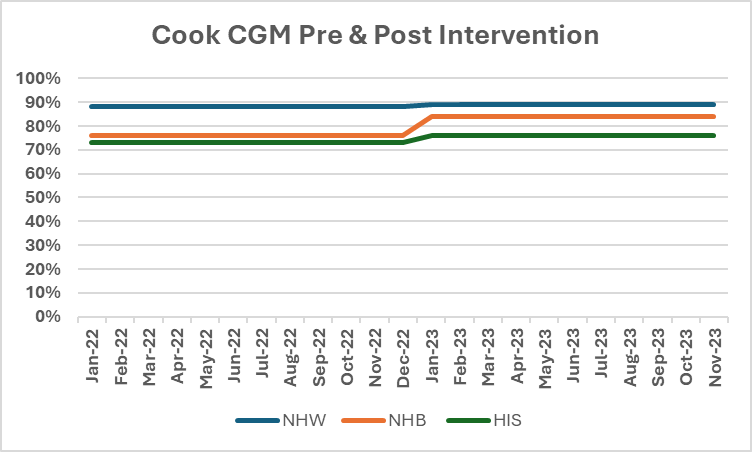 Cook CGM Pre & Post Intervention
100%
90%
80%
70%
60%
50%
40%
30%
20%
10%
0%
Jan-22
Feb-22
Mar-22
Apr-22
May-22
Jun-22
Jul-22
Aug-22
Sep-22
Oct-22
Nov-22
Dec-22
Jan-23
Feb-23
Mar-23
Apr-23
May-23
Jun-23
Jul-23
Aug-23
Sep-23
Oct-23
Nov-23
NHW NHB HIS